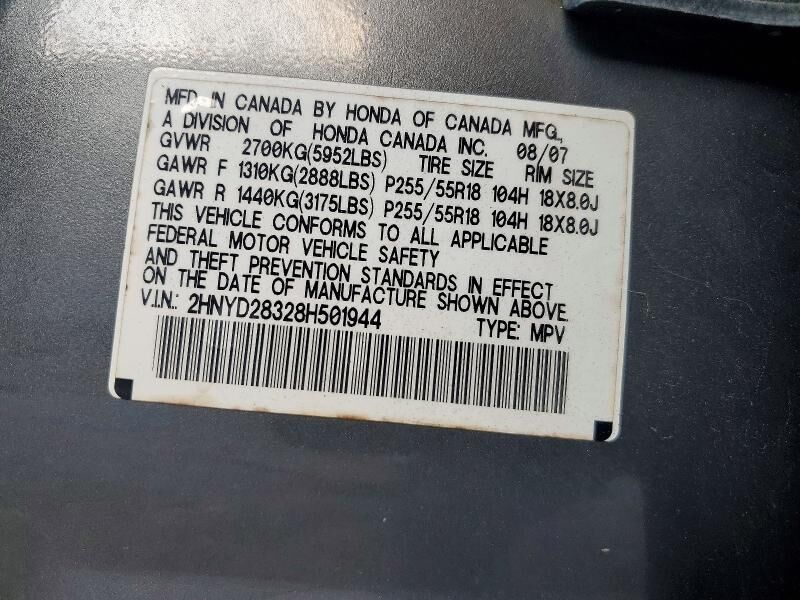 MFD. IN CANADA BY HONDA OF CANADA MFG.,
A DIVISION OF HONDA CANADA INC. 08/07
GVWR 2700KG(5952LBS) TIRE SIZE RIM SIZE
GAWR F 1310KG(2888LBS) P255/55R18 104H 18X8.0J
GAWR R 1440KG(3175LBS) P255/55R18 104H 18X8.0J
THIS VEHICLE CONFORMS TO ALL APPLICABLE
FEDERAL MOTOR VEHICLE SAFETY
AND THEFT PREVENTION STANDARDS IN EFFECT
ON THE DATE OF MANUFACTURE SHOWN ABOVE.
V.I.N.: 2HNYD28328H501944 TYPE: MPV